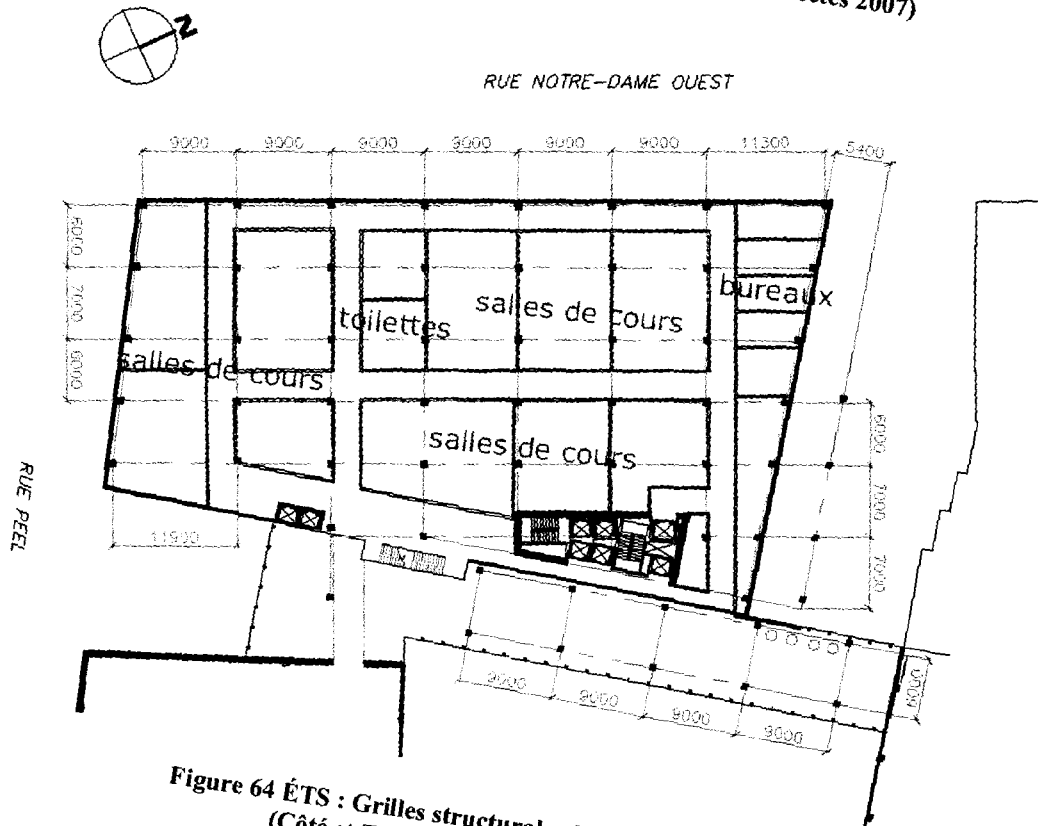 2007)
N
RUE NOTRE-DAME OUEST
9000 9000 9000 9000 9000 9000 11300 5400
6000
7000
6000
bureaux
salles de cours
toilettes
salles de cours
salles de cours
6000
7000
7000
RUE PEEL
11900
9000 9000 9000 9000
6000
Figure 64 ÉTS : Grilles
(Côté et